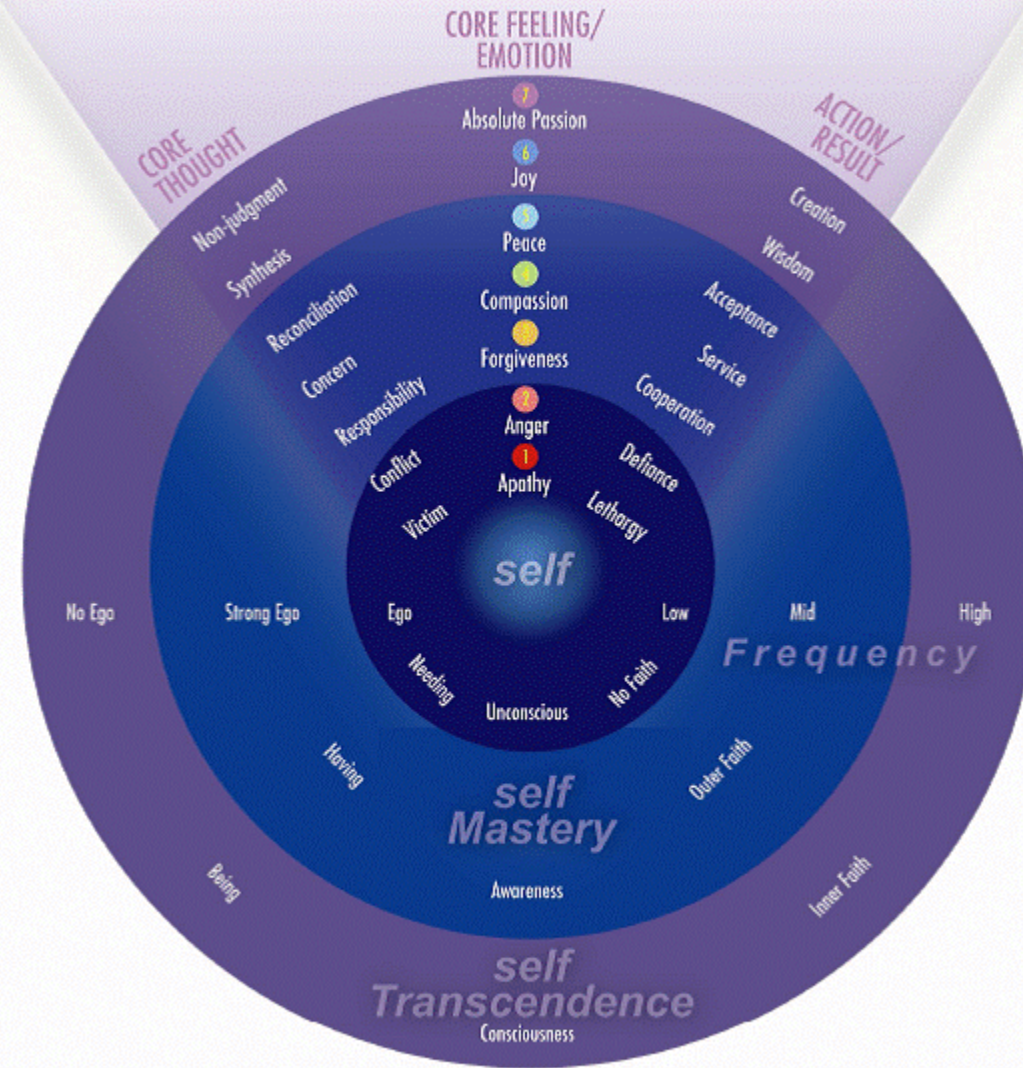 CORE FEELING/
EMOTION
CORE
THOUGHT
ACTION/
RESULT
7
Absolute Passion
6
Joy
Non-judgment
Creation
5
Peace
Synthesis
Wisdom
4
Compassion
Reconciliation
Acceptance
3
Forgiveness
Concern
Service
2
Anger
Responsibility
Cooperation
1
Apathy
Conflict
Defiance
Victim
Lethargy
self
No Ego
Strong Ego
Ego
Low
Mid
High
Frequency
Needing
Unconscious
No Faith
Having
Outer Faith
self
Mastery
Being
Awareness
Inner Faith
self
Transcendence
Consciousness